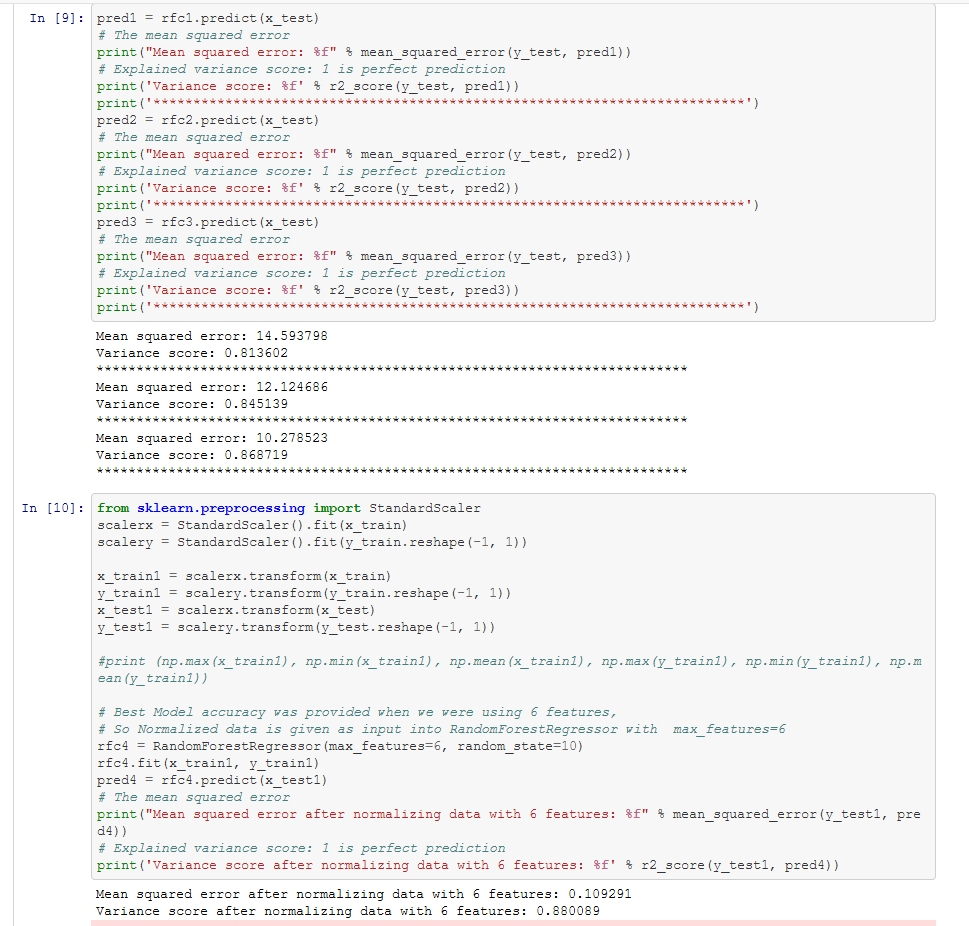 In [9]: pred1 = rfc1.predict(x_test)
# The mean squared error
print("Mean squared error: %f" % mean_squared_error(y_test, pred1))
# Explained variance score: 1 is perfect prediction
print('Variance score: %f' % r2_score(y_test, pred1))
print('**************************************************************************')
pred2 = rfc2.predict(x_test)
# The mean squared error
print("Mean squared error: %f" % mean_squared_error(y_test, pred2))
# Explained variance score: 1 is perfect prediction
print('Variance score: %f' % r2_score(y_test, pred2))
print('**************************************************************************')
pred3 = rfc3.predict(x_test)
# The mean squared error
print("Mean squared error: %f" % mean_squared_error(y_test, pred3))
# Explained variance score: 1 is perfect prediction
print('Variance score: %f' % r2_score(y_test, pred3))
print('**************************************************************************')
Mean squared error: 14.593798
Variance score: 0.813602
**************************************************************************
Mean squared error: 12.124686
Variance score: 0.845139
**************************************************************************
Mean squared error: 10.278523
Variance score: 0.868719
**************************************************************************
In [10]: from sklearn.preprocessing import StandardScaler
scalerx = StandardScaler().fit(x_train)
scalery = StandardScaler().fit(y_train.reshape(-1, 1))
x_train1 = scalerx.transform(x_train)
y_train1 = scalery.transform(y_train.reshape(-1, 1))
x_test1 = scalerx.transform(x_test)
y_test1 = scalery.transform(y_test.reshape(-1, 1))
#print (np.max(x_train1), np.min(x_train1), np.mean(x_train1), np.max(y_train1), np.min(y_train1), np.m
ean(y_train1))
# Best Model accuracy was provided when we were using 6 features,
# So Normalized data is given as input into RandomForestRegressor with  max_features=6
rfc4 = RandomForestRegressor(max_features=6, random_state=10)
rfc4.fit(x_train1, y_train1)
pred4 = rfc4.predict(x_test1)
# The mean squared error
print("Mean squared error after normalizing data with 6 features: %f" % mean_squared_error(y_test1, pre
d4))
# Explained variance score: 1 is perfect prediction
print('Variance score after normalizing data with 6 features: %f' % r2_score(y_test1, pred4))
Mean squared error after normalizing data with 6 features: 0.109291
Variance score after normalizing data with 6 features: 0.880089